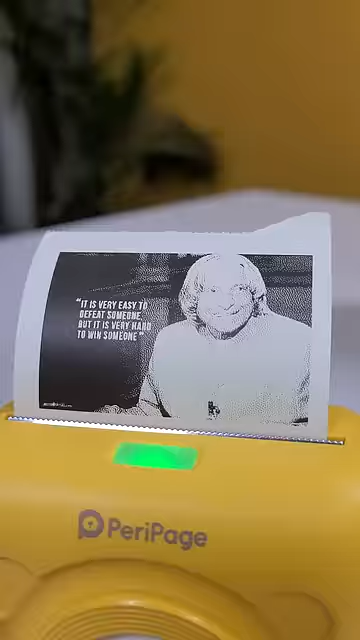 "IT IS VERY EASY TO
DEFEAT SOMEONE,
BUT IT IS VERY HARD
TO WIN SOMEONE"
PeriPage